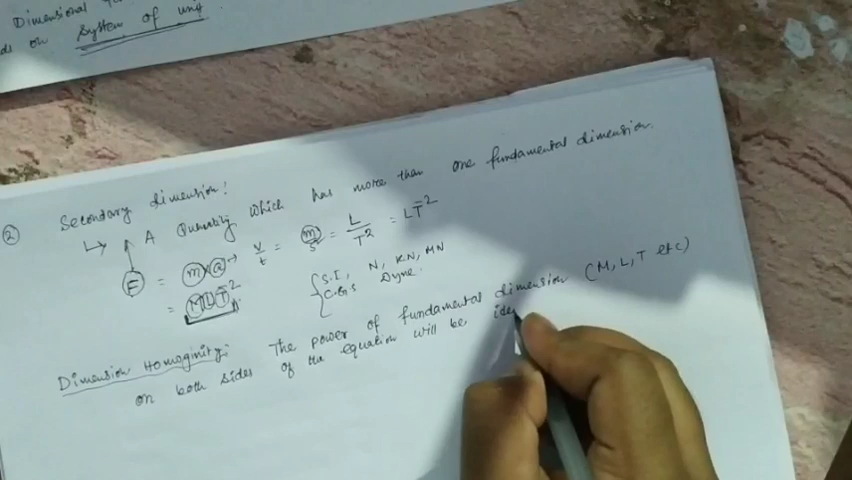 Dimensional
on System of unit
② Secondary dimension!
↳ A Quantity which has more than one fundamental dimension.
F = m × a → v/t = m/s² = L/T² = LT⁻²
= MLT⁻²
S.I, N, KN, MN
C.G.S Dyne.
Dimension Homoginity: The power of fundamental dimension (M, L, T etc)
on both sides of the equation will be ide